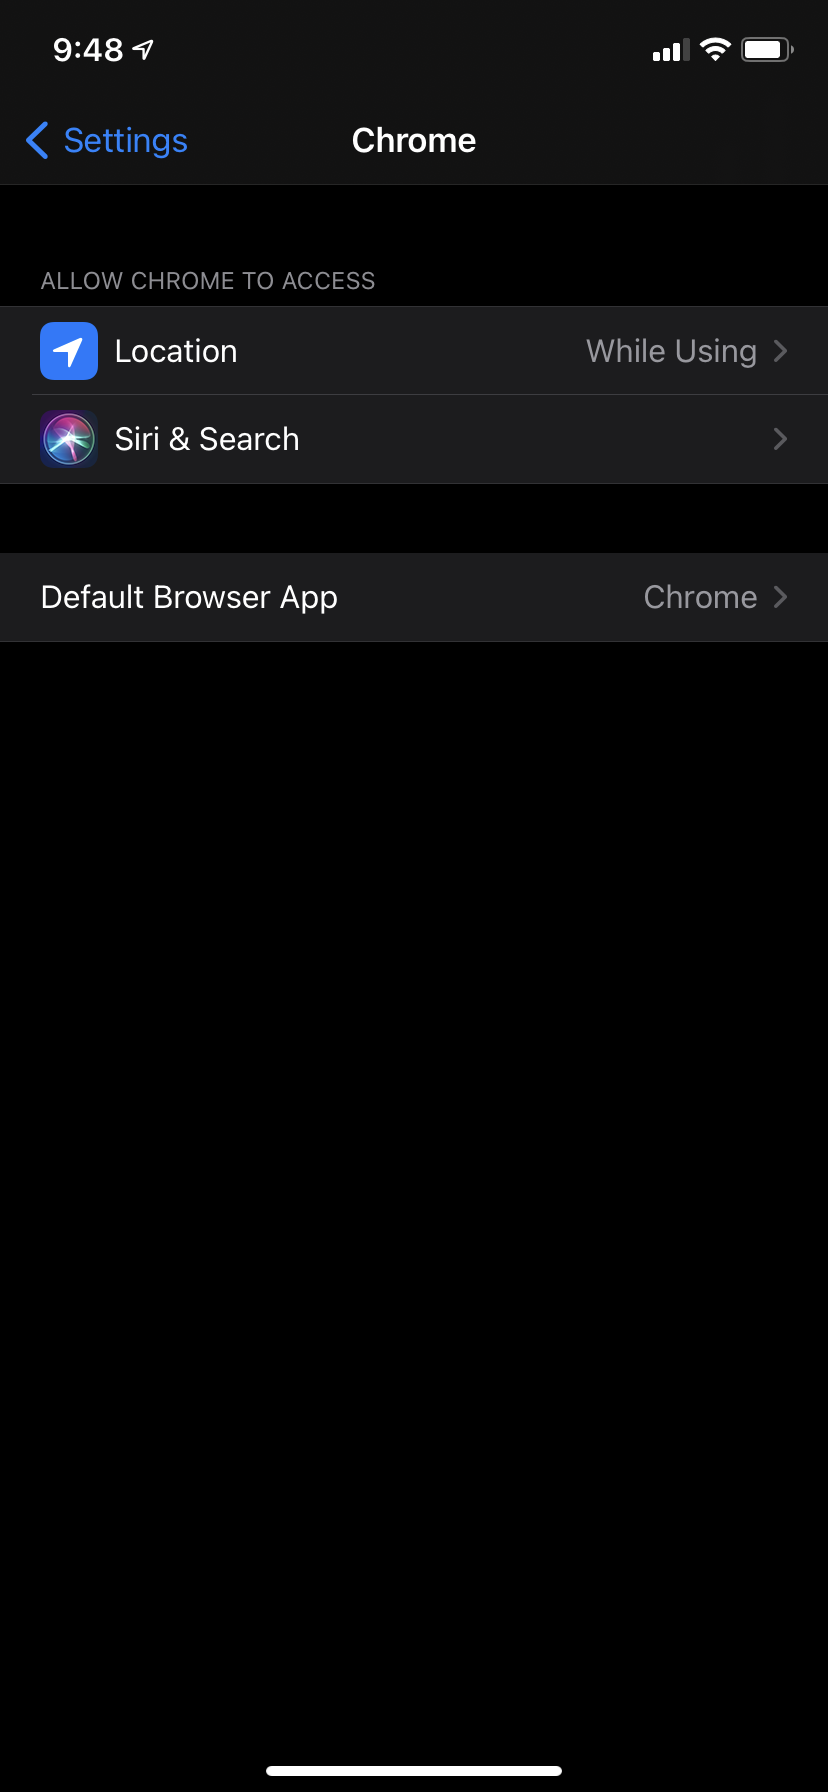 9:48
Settings
Chrome
ALLOW CHROME TO ACCESS
Location While Using
Siri & Search
Default Browser App Chrome